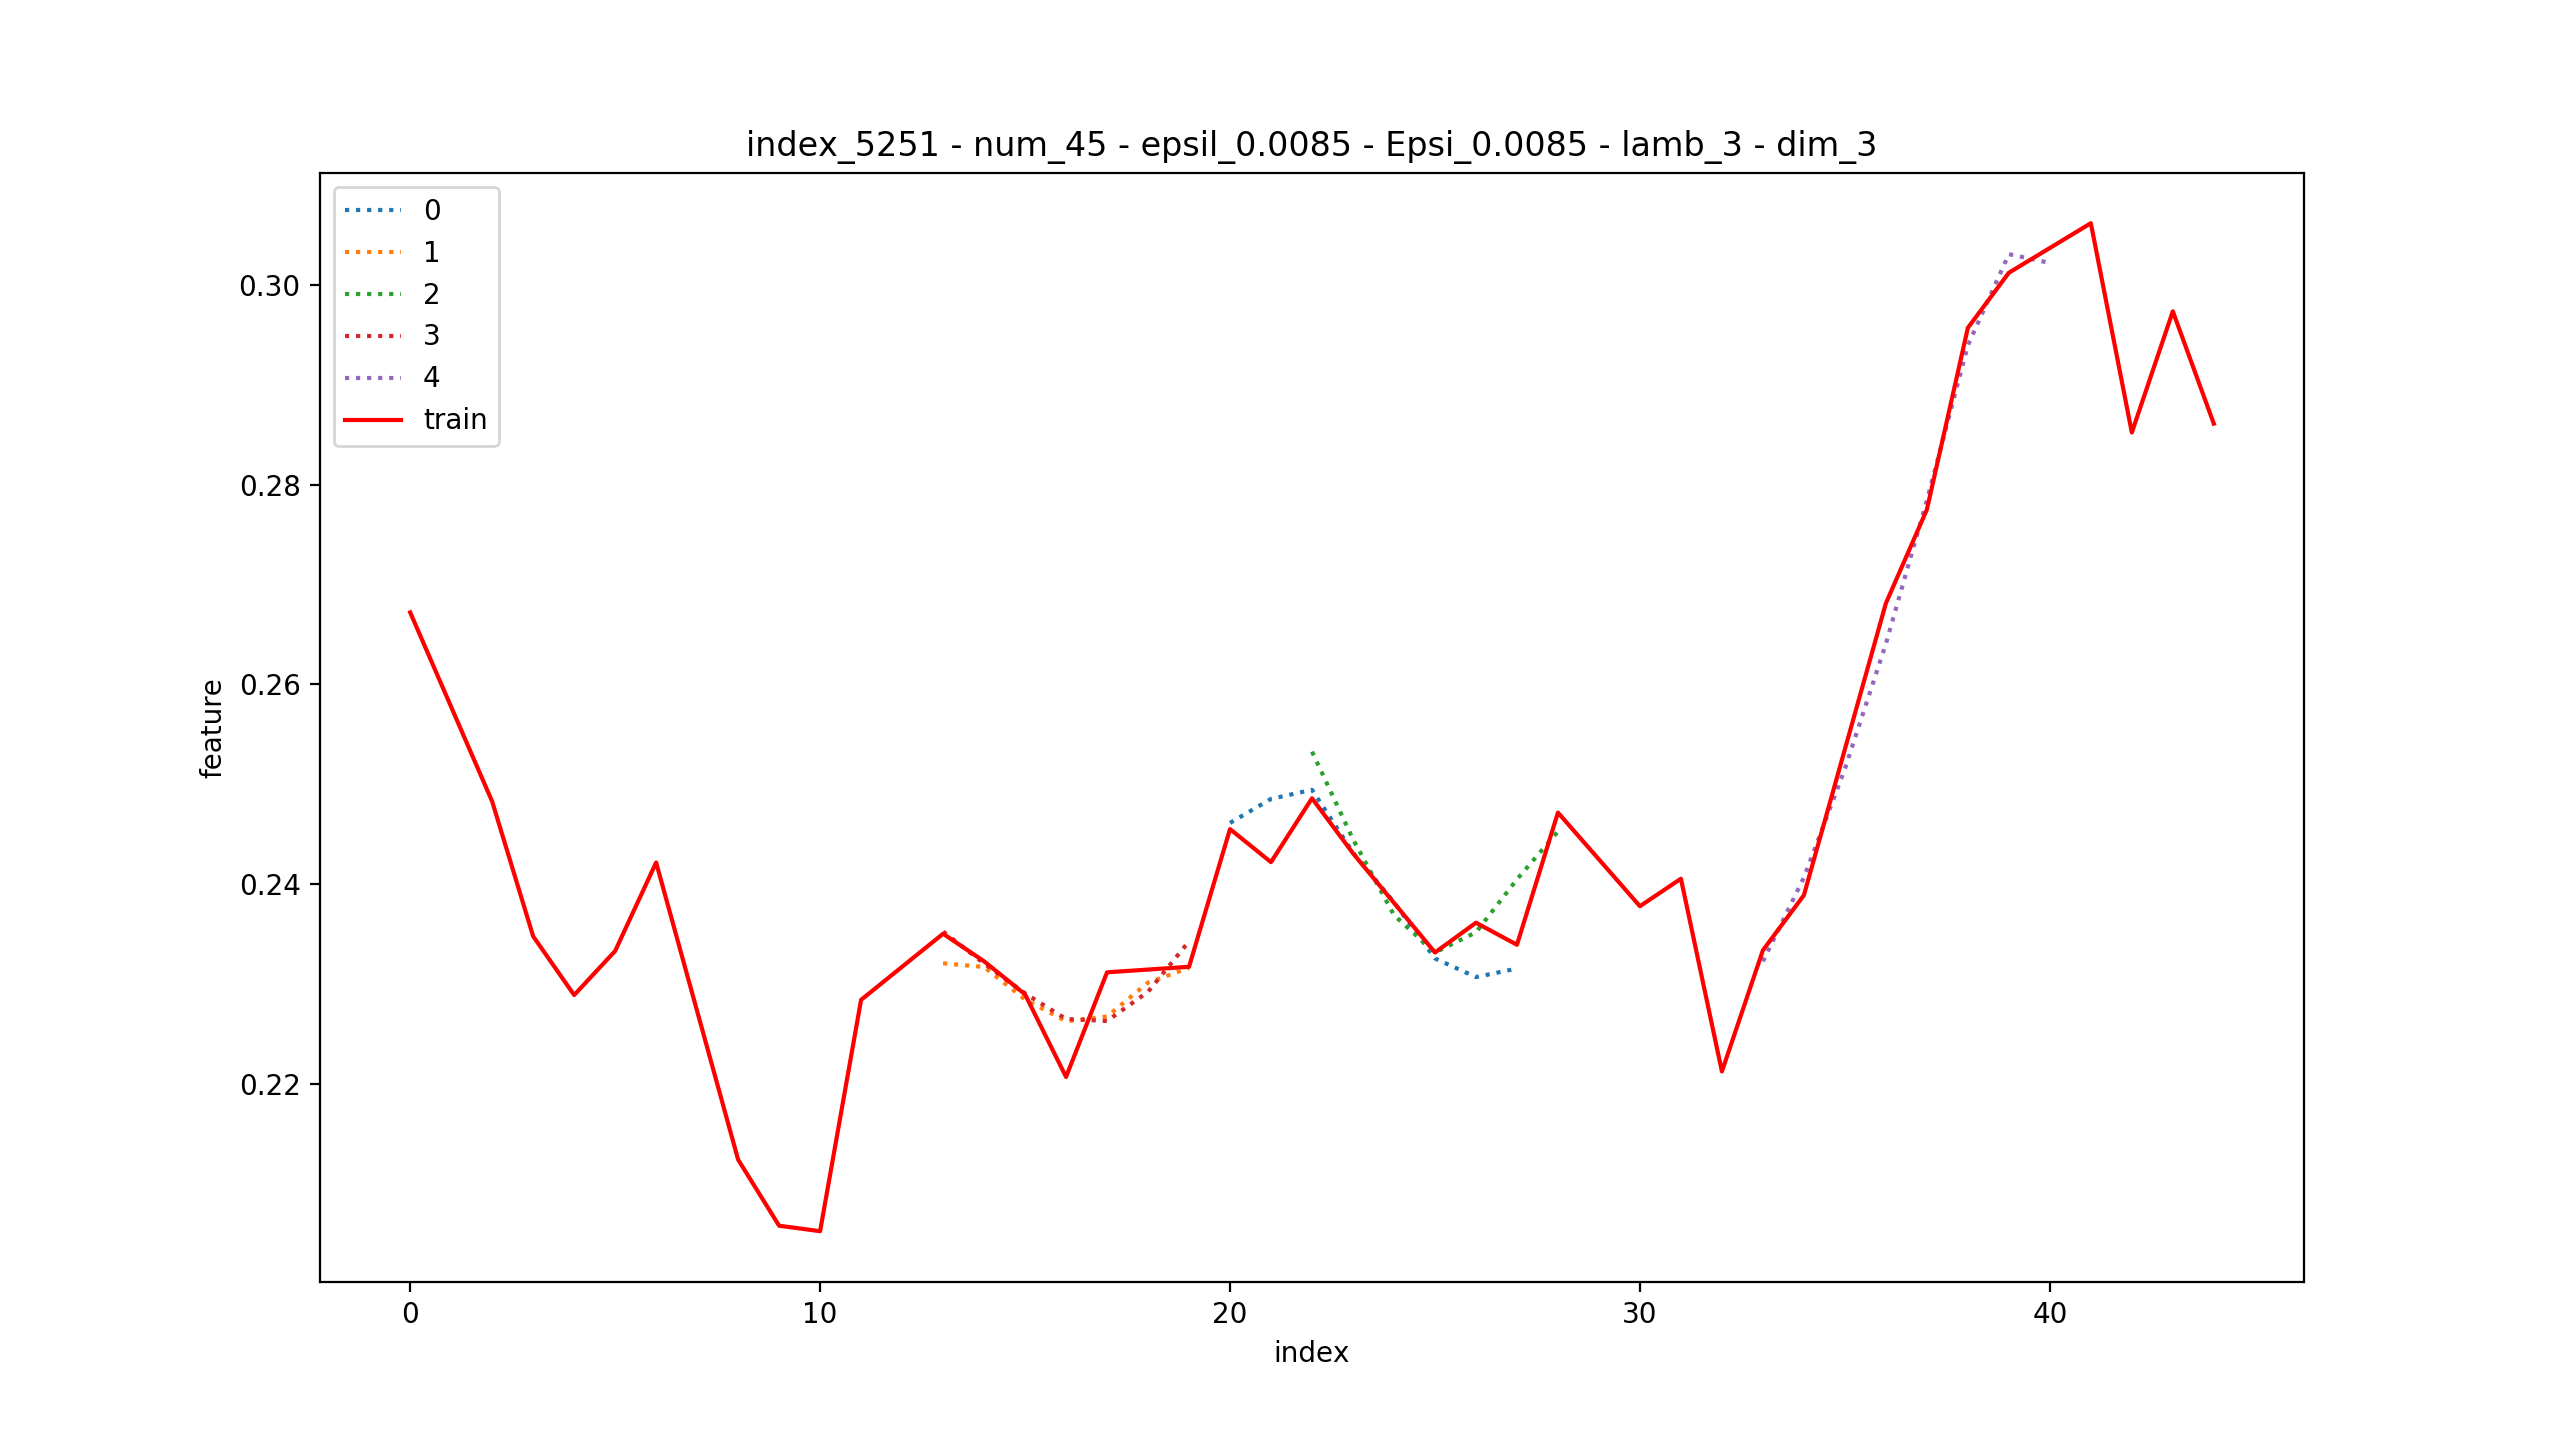 index_5251 - num_45 - epsil_0.0085 - Epsi_0.0085 - lamb_3 - dim_3
0
1
2
3
4
train
0.30
0.28
0.26
0.24
0.22
feature
0 10 20 30 40
index